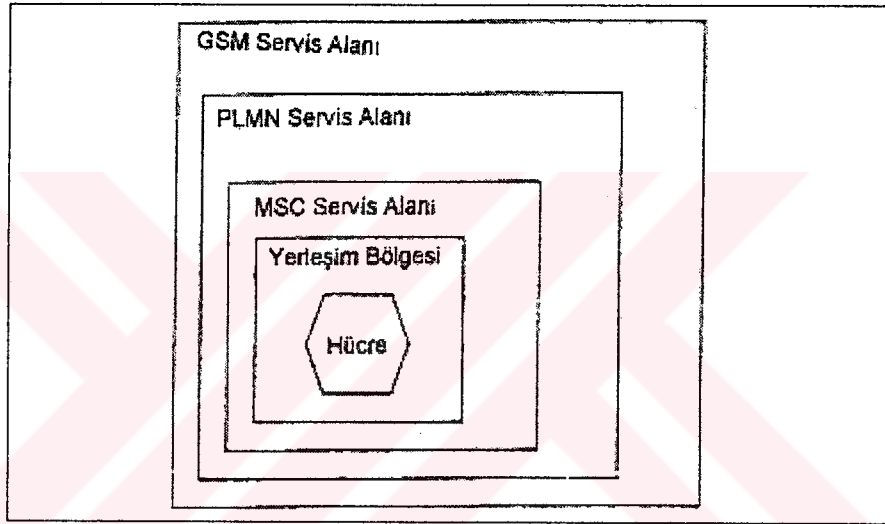 GSM Servis Alanı
PLMN Servis Alanı
MSC Servis Alanı
Yerleşim Bölgesi
Hücre